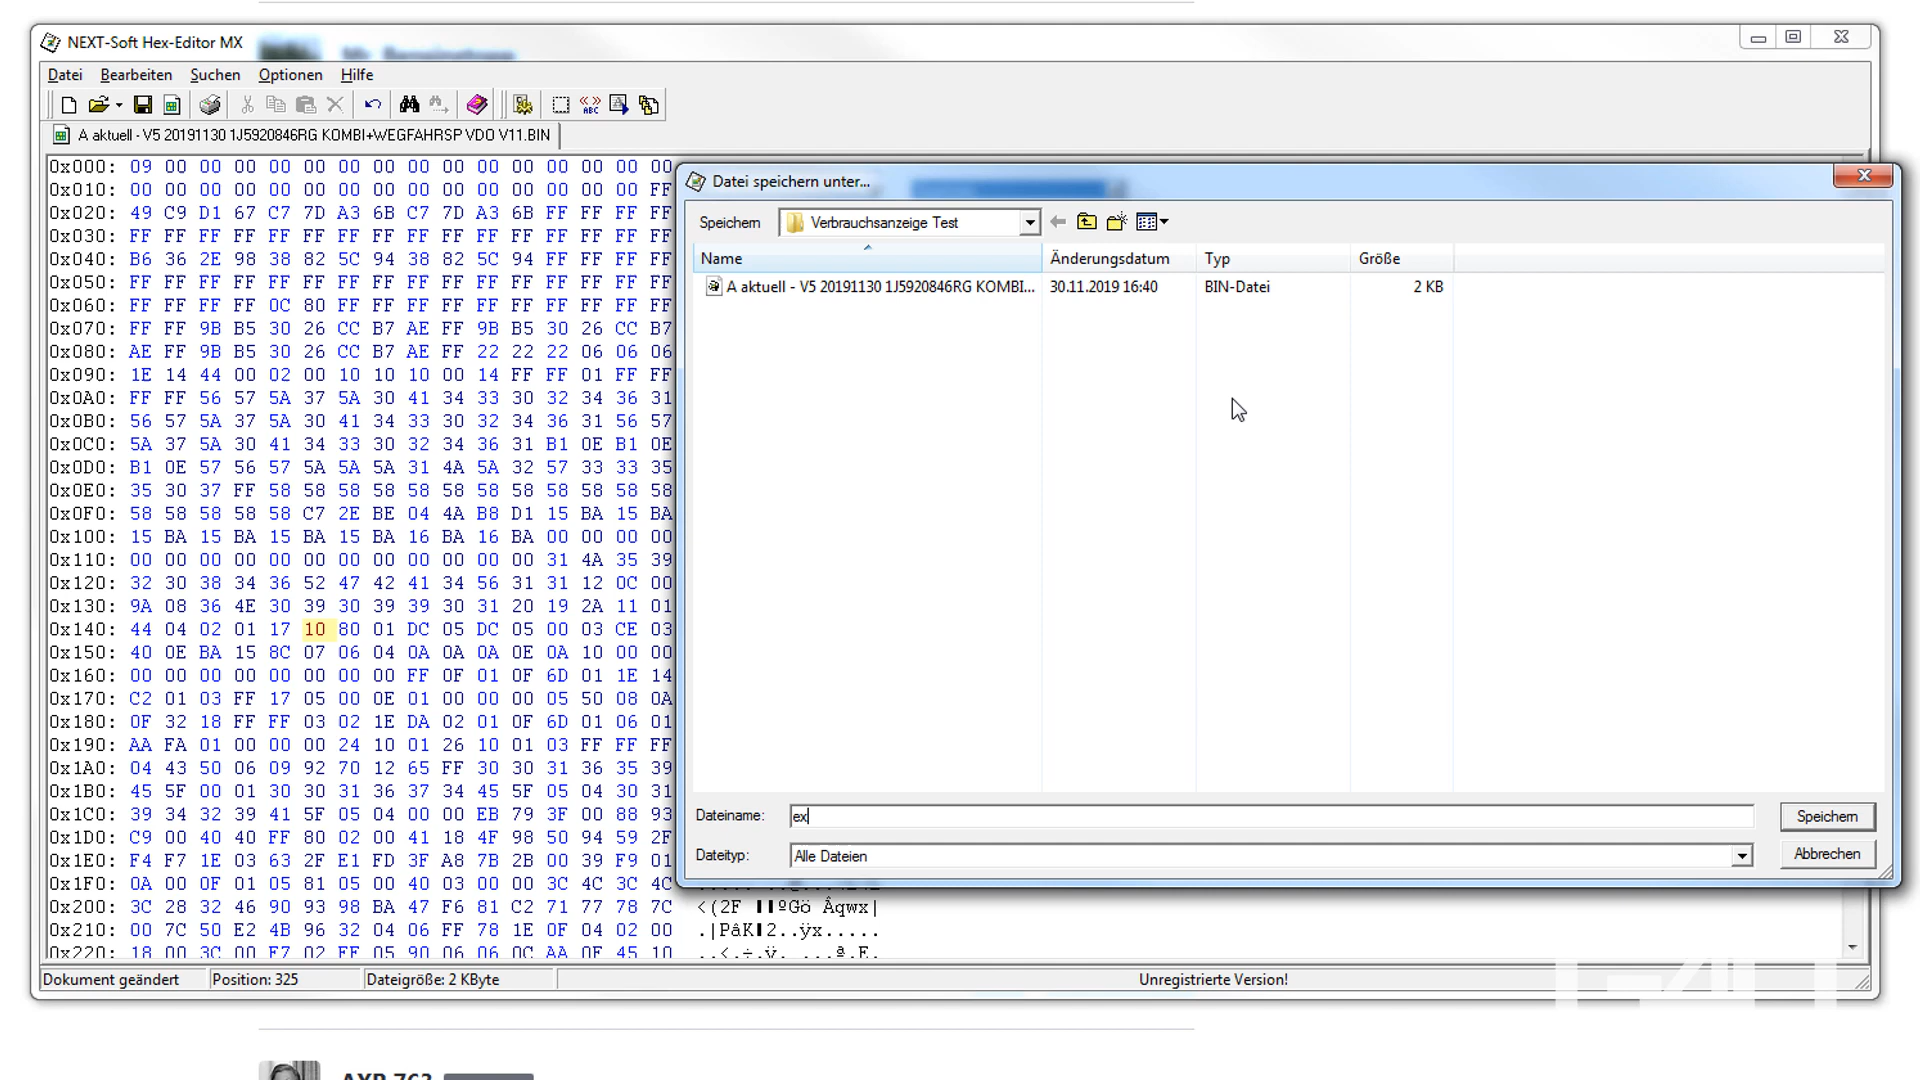 NEXT-Soft Hex-Editor MX
Datei Bearbeiten Suchen Optionen Hilfe
A aktuell - V5 20191130 1J5920846RG KOMBI+WEGFAHRSP VDO V11.BIN
0x000: 09 00 00 00 00 00 00 00 00 00 00 00 00 00 00 00
0x010: 00 00 00 00 00 00 00 00 00 00 00 00 00 00 00 FF
0x020: 49 C9 D1 67 C7 7D A3 6B C7 7D A3 6B FF FF FF FF
0x030: FF FF FF FF FF FF FF FF FF FF FF FF FF FF FF FF
0x040: B6 36 2E 98 38 82 5C 94 38 82 5C 94 FF FF FF FF
0x050: FF FF FF FF FF FF FF FF FF FF FF FF FF FF FF FF
0x060: FF FF FF FF 0C 80 FF FF FF FF FF FF FF FF FF FF
0x070: FF FF 9B B5 30 26 CC B7 AE FF 9B B5 30 26 CC B7
0x080: AE FF 9B B5 30 26 CC B7 AE FF 22 22 22 06 06 06
0x090: 1E 14 44 00 02 00 10 10 10 00 14 FF FF 01 FF FF
0x0A0: FF FF 56 57 5A 37 5A 30 41 34 33 30 32 34 36 31
0x0B0: 56 57 5A 37 5A 30 41 34 33 30 32 34 36 31 56 57
0x0C0: 5A 37 5A 30 41 34 33 30 32 34 36 31 B1 0E B1 0E
0x0D0: B1 0E 57 56 57 5A 5A 5A 31 4A 5A 32 57 33 33 35
0x0E0: 35 30 37 FF 58 58 58 58 58 58 58 58 58 58 58 58
0x0F0: 58 58 58 58 58 C7 2E BE 04 4A B8 D1 15 BA 15 BA
0x100: 15 BA 15 BA 15 BA 15 BA 16 BA 16 BA 00 00 00 00
0x110: 00 00 00 00 00 00 00 00 00 00 00 00 31 4A 35 39
0x120: 32 30 38 34 36 52 47 42 41 34 56 31 31 12 0C 00
0x130: 9A 08 36 4E 30 39 30 39 39 30 31 20 19 2A 11 01
0x140: 44 04 02 01 17 10 80 01 DC 05 DC 05 00 03 CE 03
0x150: 40 0E BA 15 8C 07 06 04 0A 0A 0A 0E 0A 10 00 00
0x160: 00 00 00 00 00 00 00 00 FF 0F 01 0F 6D 01 1E 14
0x170: C2 01 03 FF 17 05 00 0E 01 00 00 00 05 50 08 0A
0x180: 0F 32 18 FF FF 03 02 1E DA 02 01 0F 6D 01 06 01
0x190: AA FA 01 00 00 00 24 10 01 26 10 01 03 FF FF FF
0x1A0: 04 43 50 06 09 92 70 12 65 FF 30 30 31 36 35 39
0x1B0: 45 5F 00 01 30 30 31 36 37 34 45 5F 05 04 30 31
0x1C0: 39 34 32 39 41 5F 05 04 00 00 EB 79 3F 00 88 93
0x1D0: C9 00 40 40 FF 80 02 00 41 18 4F 98 50 94 59 2F
0x1E0: F4 F7 1E 03 63 2F E1 FD 3F A8 7B 2B 00 39 F9 01
0x1F0: 0A 00 0F 01 05 81 05 00 40 03 00 00 3C 4C 3C 4C
0x200: 3C 28 32 46 90 93 98 BA 47 F6 81 C2 71 77 78 7C <(2F ▌▌ºGö Âqwx|
0x210: 00 7C 50 E2 4B 96 32 04 06 FF 78 1E 0F 04 02 00 .|PâK▌2..ÿx.....
0x220: 18 00 3C 00 F7 02 FF 05 90 06 06 0C AA 0F 45 10 ..<.÷.ÿ. ...ª.E.
Datei speichern unter...
Speichern Verbrauchsanzeige Test
Name Änderungsdatum Typ Größe
A aktuell - V5 20191130 1J5920846RG KOMBI... 30.11.2019 16:40 BIN-Datei 2 KB
Dateiname: ex Speichern
Dateityp: Alle Dateien Abbrechen
Dokument geändert Position: 325 Dateigröße: 2 KByte Unregistrierte Version!